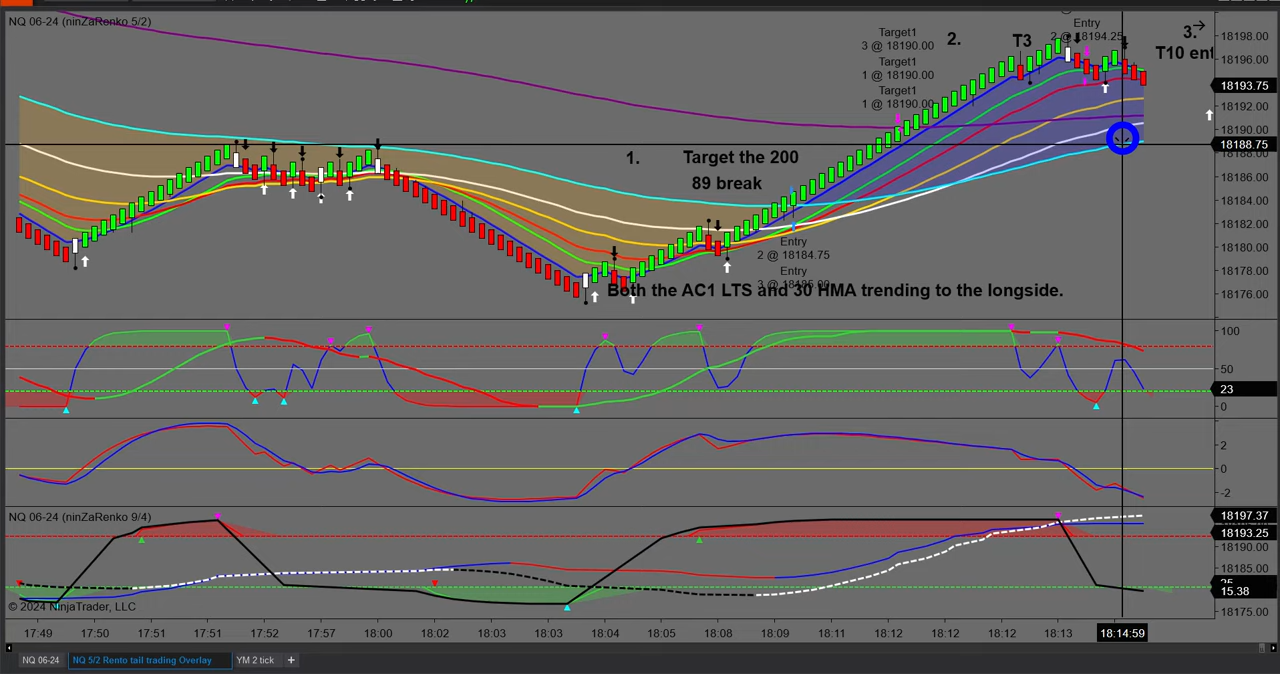 NQ 06-24 (ninZaRenko 5/2)
Target1
3 @ 18190.00
Target1
1 @ 18190.00
Target1
1 @ 18190.00
2.
T3
Entry
2 @ 18194.25
3.
T10 ent
1.
Target the 200
89 break
Entry
2 @ 18184.75
Entry
Both the AC1 LTS and 30 HMA trending to the longside.
18198.00
18196.00
18193.75
18192.00
18190.00
18188.75
18186.00
18184.00
18182.00
18180.00
18178.00
18176.00
100
50
23
0
2
0
-2
NQ 06-24 (ninZaRenko 9/4)
18197.37
18193.25
18190.00
18185.00
15.38
18175.00
© 2024 NinjaTrader, LLC
17:49
17:50
17:51
17:51
17:52
17:57
18:00
18:02
18:03
18:03
18:04
18:05
18:08
18:09
18:11
18:12
18:12
18:12
18:13
18:14:59
NQ 06-24
NQ 5/2 Rento tail trading Overlay
YM 2 tick
+